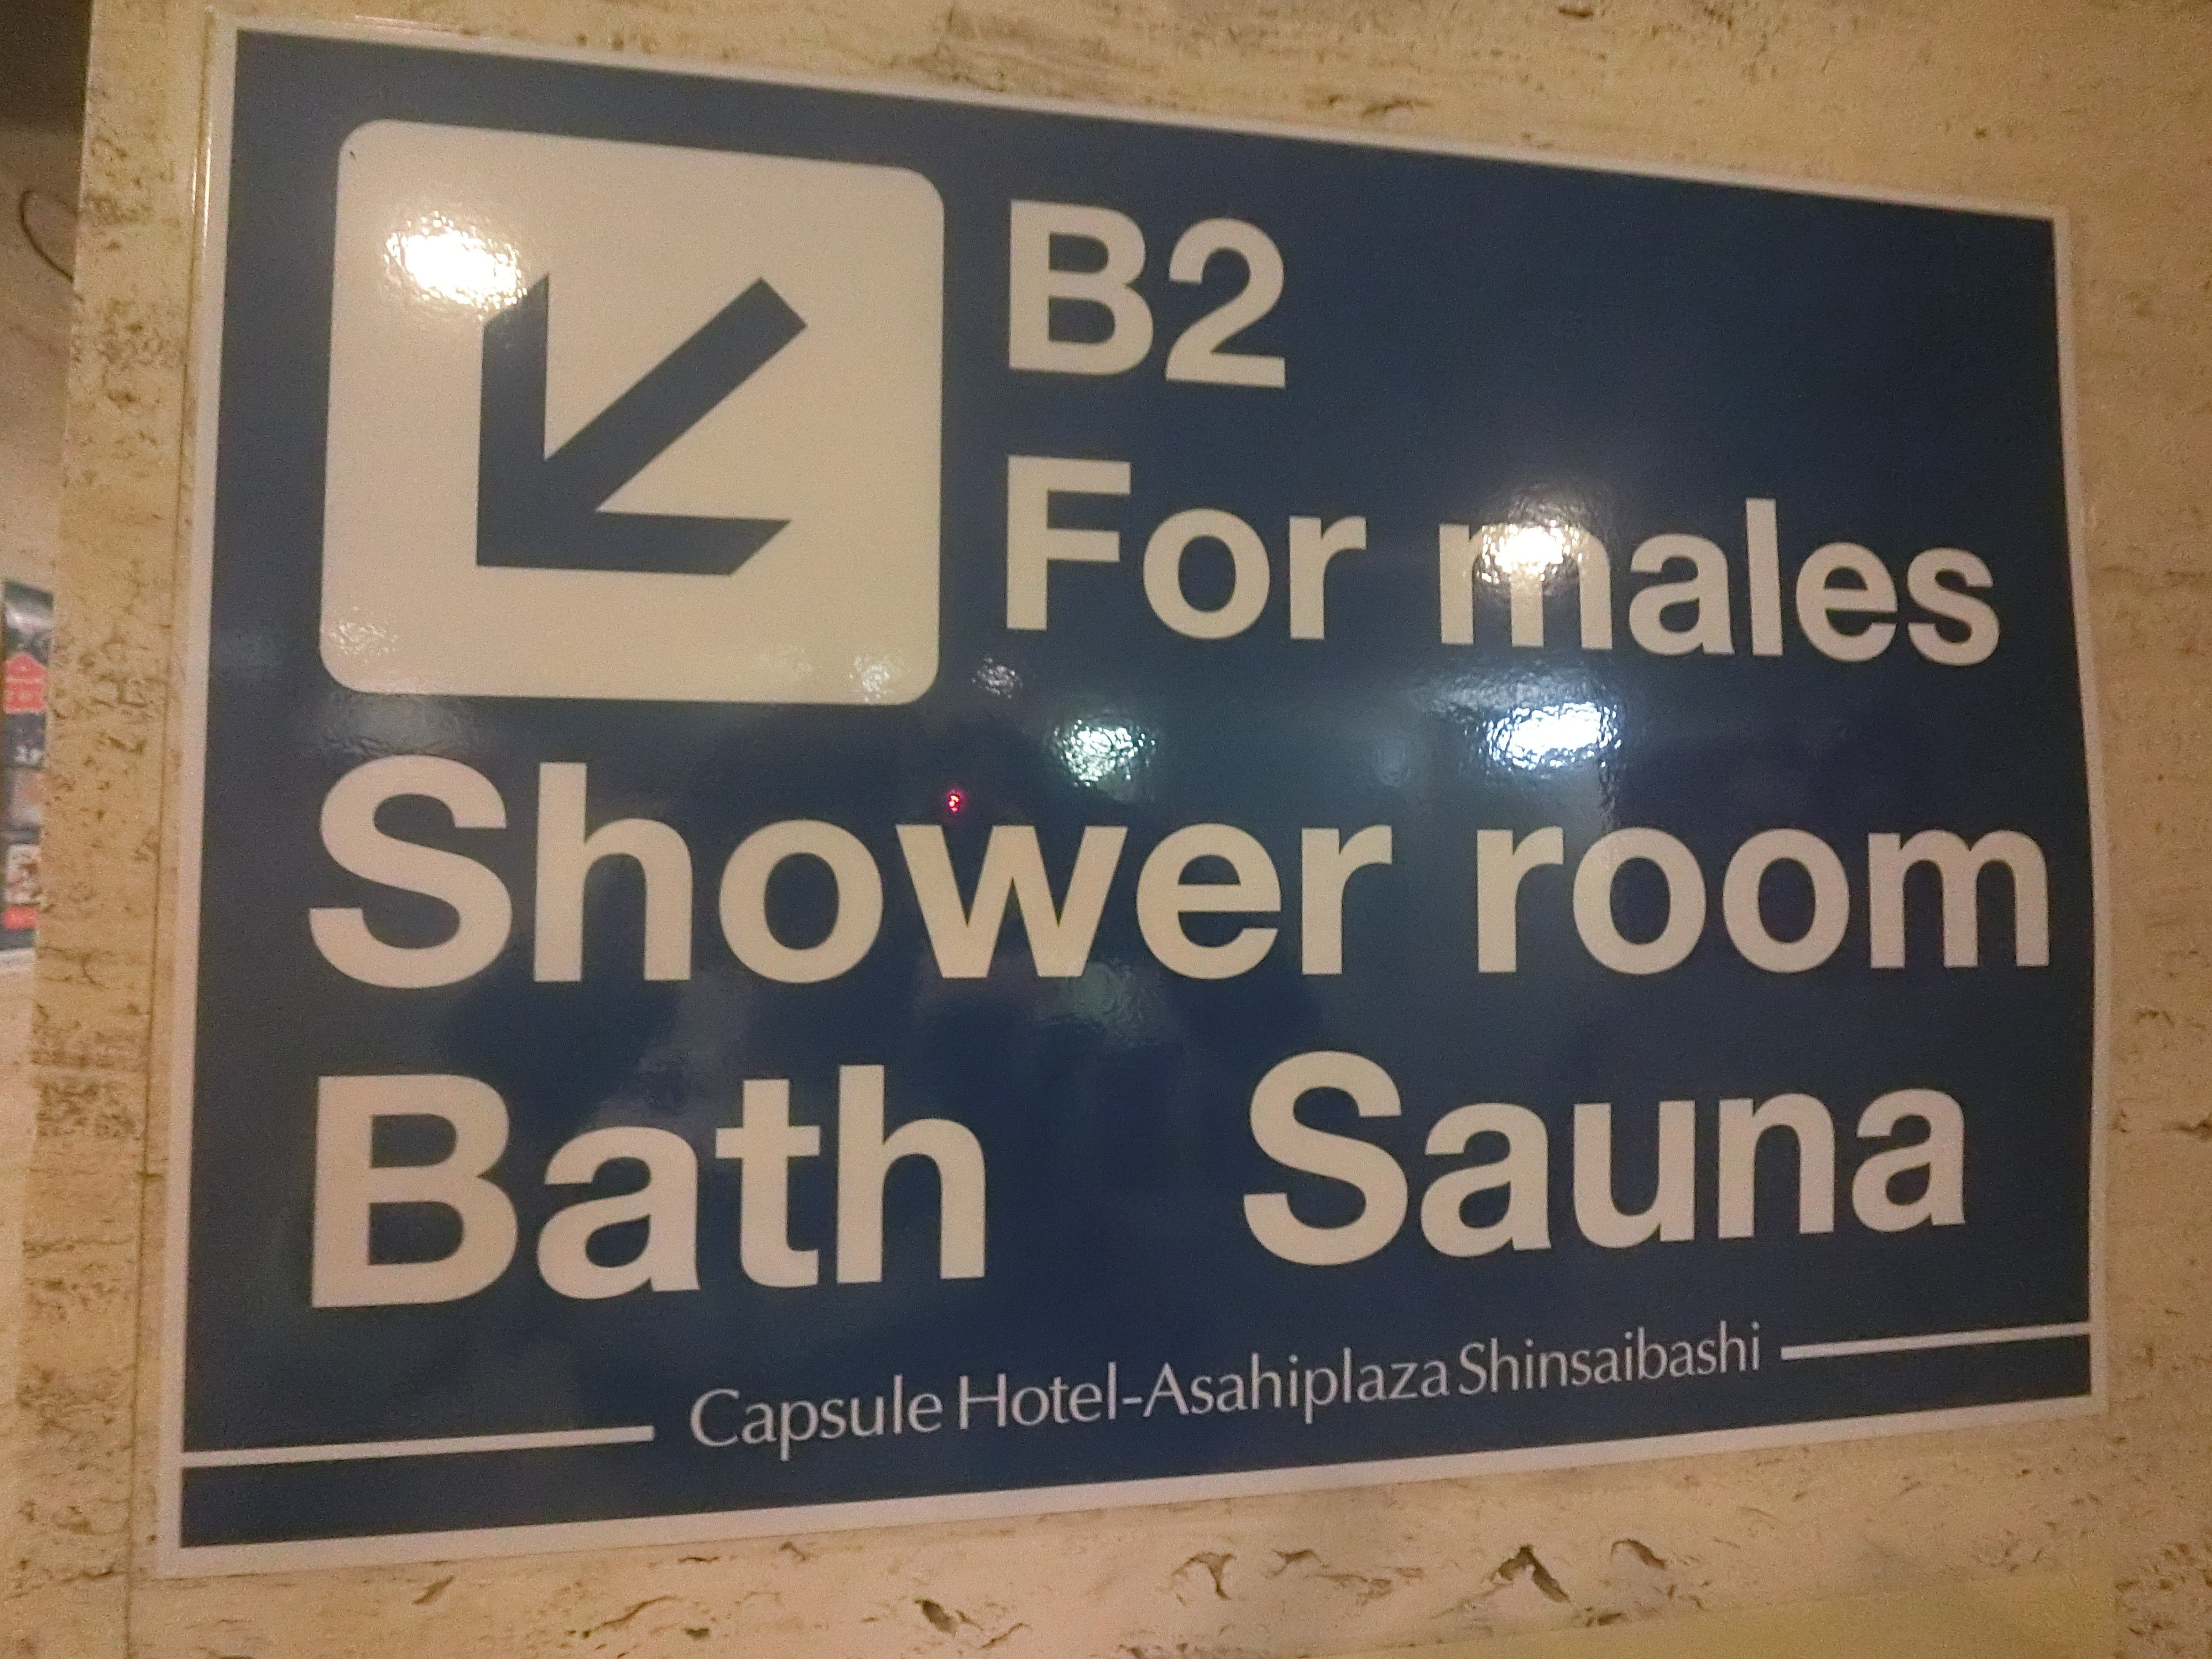 B2
For males
Shower room
Bath Sauna
Capsule Hotel-Asahiplaza Shinsaibashi